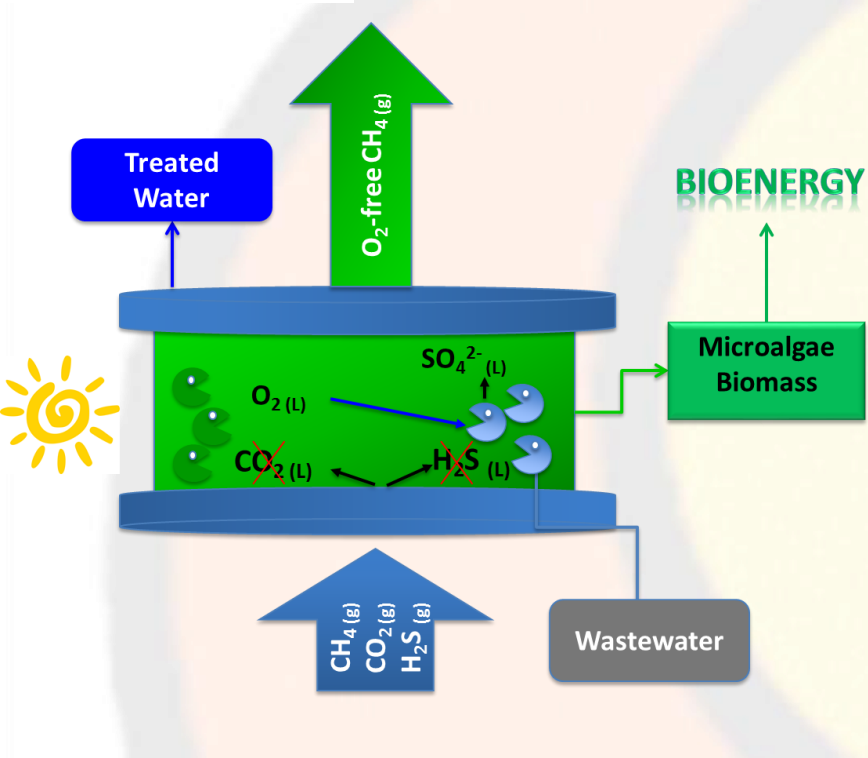 O₂-free CH₄ (g)
Treated
Water
BIOENERGY
Microalgae
Biomass
SO₄²⁻ (L)
O₂ (L)
CO₂ (L)
H₂S (L)
CH₄ (g)
CO₂ (g)
H₂S (g)
Wastewater